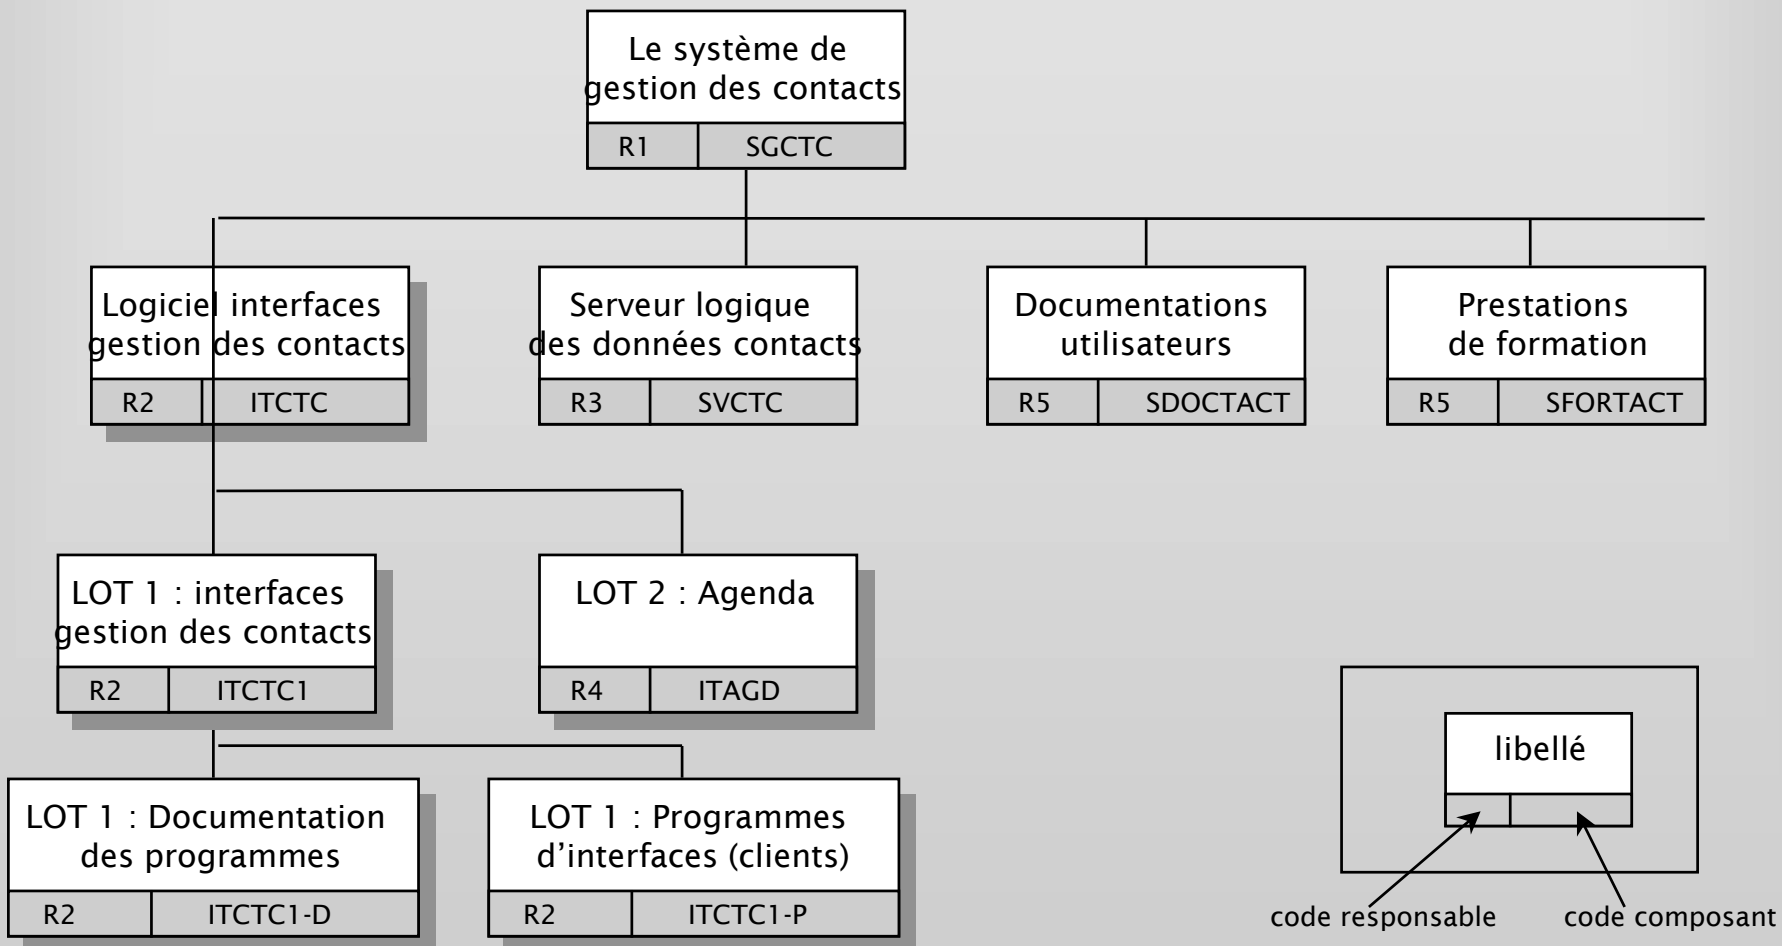 Le système de
gestion des contacts
R1 SGCTC
Logiciel interfaces
gestion des contacts
R2 ITCTC
Serveur logique
des données contacts
R3 SVCTC
Documentations
utilisateurs
R5 SDOCTACT
Prestations
de formation
R5 SFORTACT
LOT 1 : interfaces
gestion des contacts
R2 ITCTC1
LOT 2 : Agenda
R4 ITAGD
LOT 1 : Documentation
des programmes
R2 ITCTC1-D
LOT 1 : Programmes
d’interfaces (clients)
R2 ITCTC1-P
libellé
code responsable
code composant